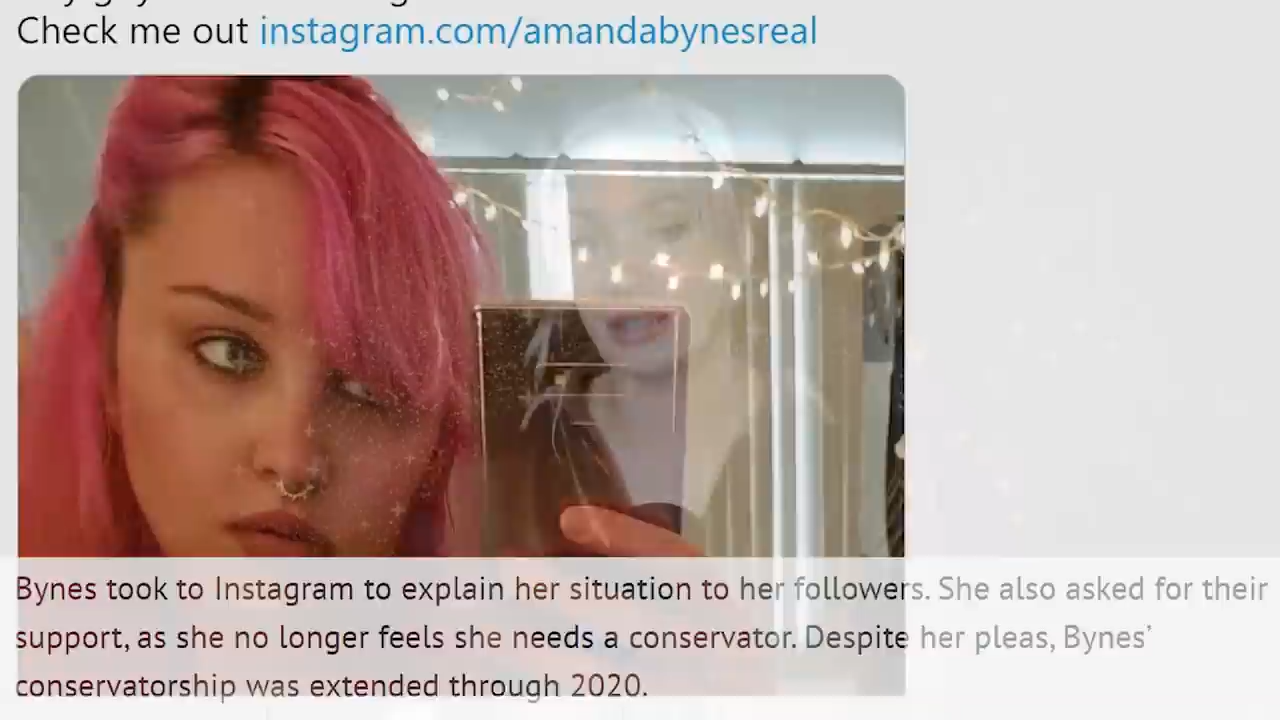 Check me out instagram.com/amandabynesreal
Bynes took to Instagram to explain her situation to her followers. She also asked for their
support, as she no longer feels she needs a conservator. Despite her pleas, Bynes’
conservatorship was extended through 2020.